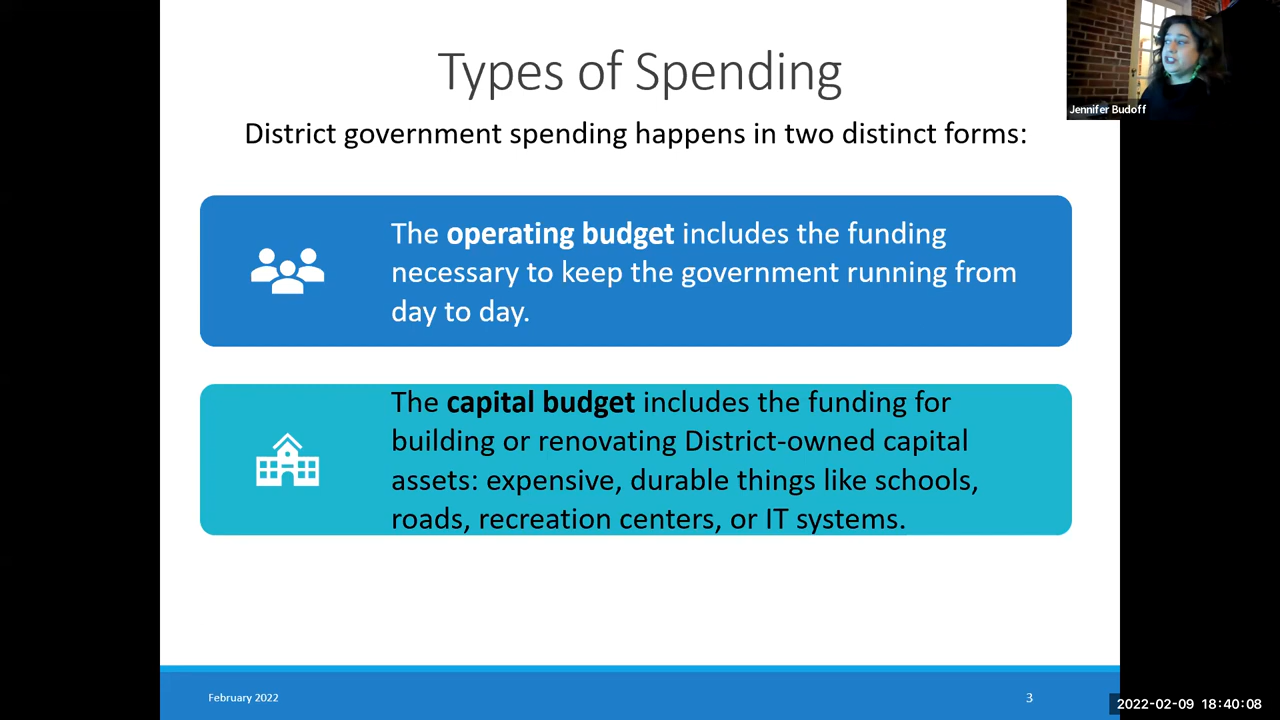 Types of Spending
Jennifer Budoff
District government spending happens in two distinct forms:
The operating budget includes the funding
necessary to keep the government running from
day to day.
The capital budget includes the funding for
building or renovating District-owned capital
assets: expensive, durable things like schools,
roads, recreation centers, or IT systems.
February 2022
3
2022-02-09 18:40:08